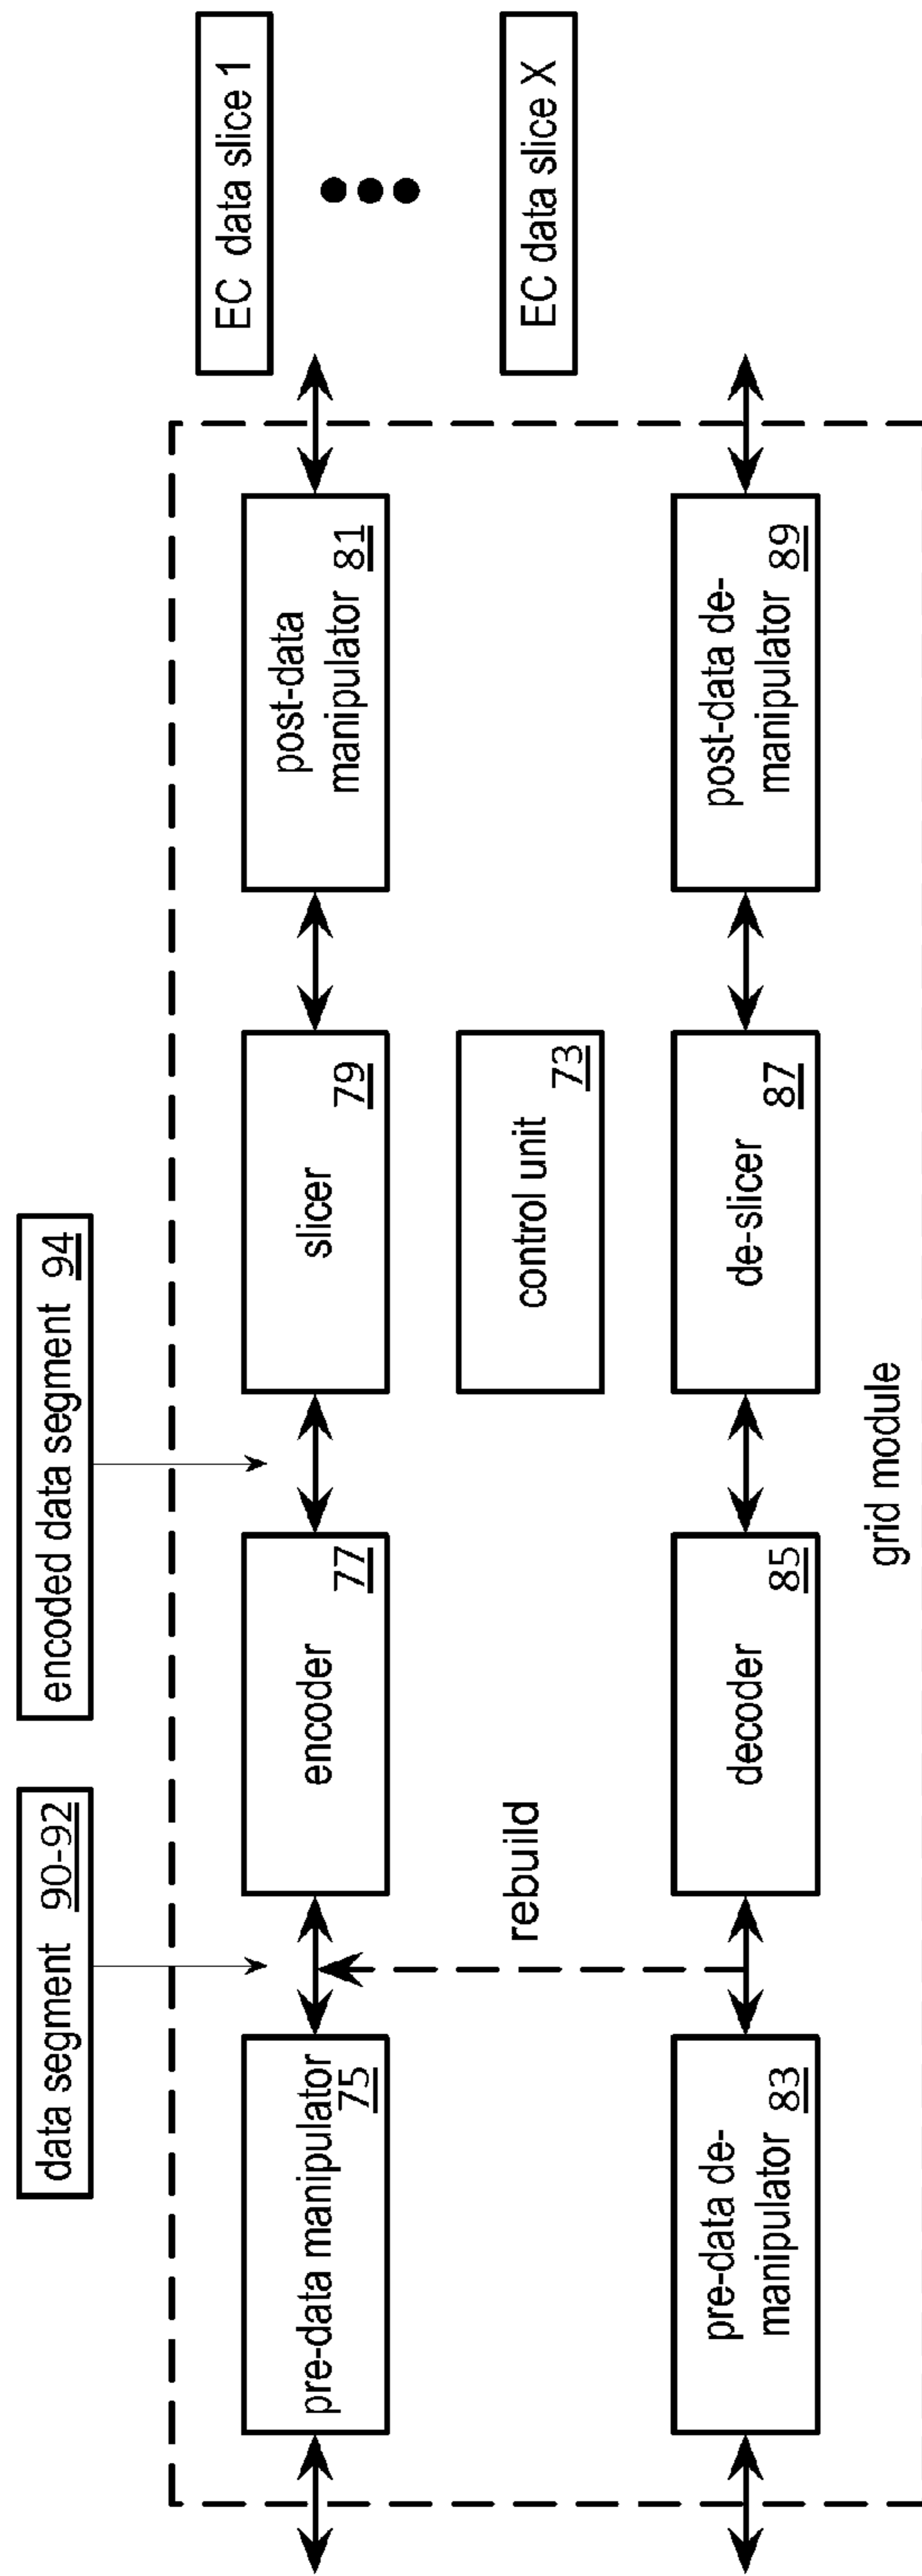 data segment 90-92
encoded data segment 94
EC data slice 1
EC data slice X
pre-data manipulator
75
encoder
77
slicer
79
post-data
manipulator 81
rebuild
control unit
73
pre-data de-
manipulator 83
decoder
85
de-slicer
87
post-data de-
manipulator 89
grid module